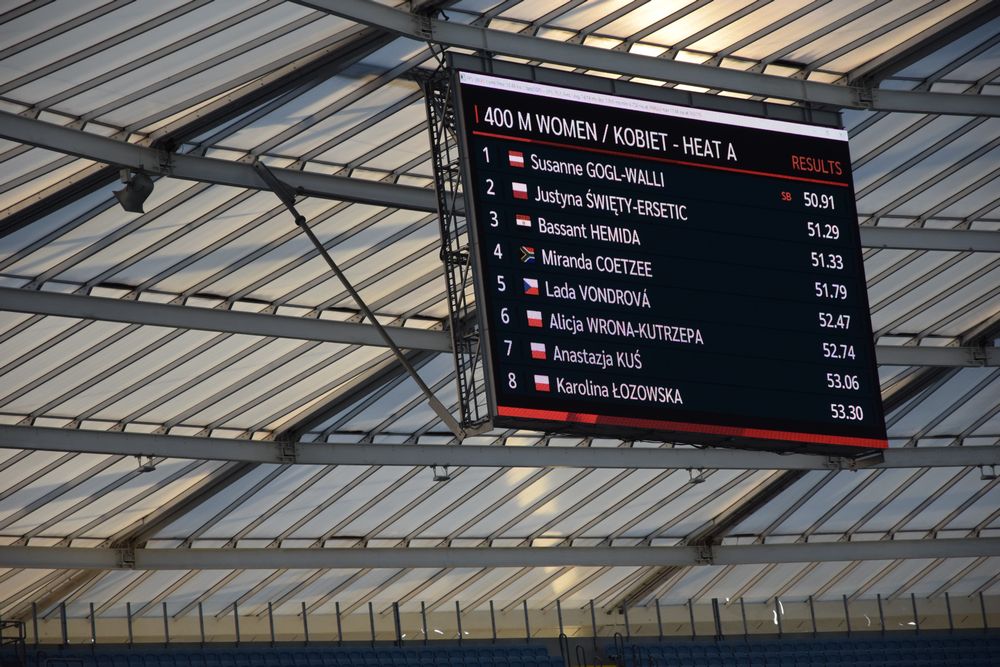 400 M WOMEN / KOBIET - HEAT A
RESULTS
1 Susanne GOGL-WALLI SB 50.91
2 Justyna ŚWIĘTY-ERSETIC 51.29
3 Bassant HEMIDA 51.33
4 Miranda COETZEE 51.79
5 Lada VONDROVÁ 52.47
6 Alicja WRONA-KUTRZEPA 52.74
7 Anastazja KUŚ 53.06
8 Karolina ŁOZOWSKA 53.30